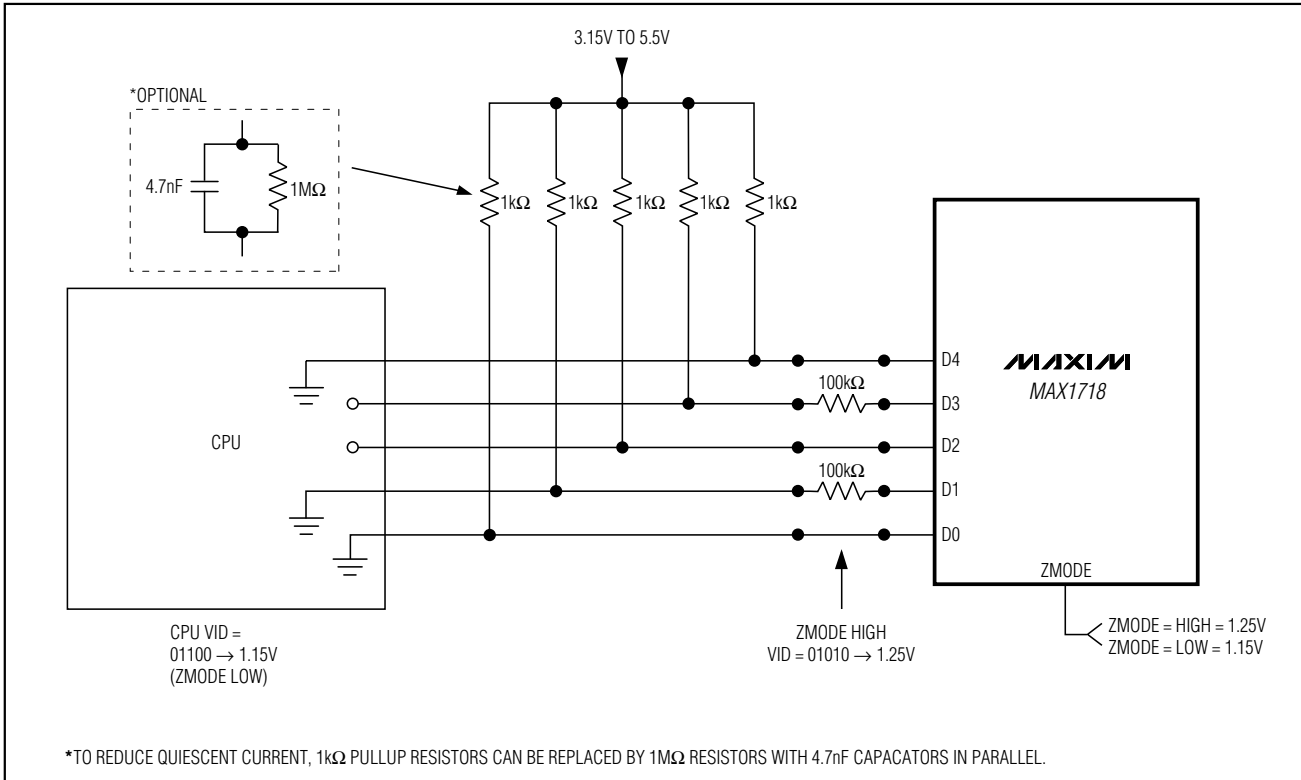 3.15V TO 5.5V
*OPTIONAL
4.7nF
1MΩ
1kΩ
1kΩ
1kΩ
1kΩ
1kΩ
D4
MAXIM
MAX1718
100kΩ
D3
CPU
D2
100kΩ
D1
D0
ZMODE
CPU VID =
01100 → 1.15V
(ZMODE LOW)
ZMODE HIGH
VID = 01010 → 1.25V
ZMODE = HIGH = 1.25V
ZMODE = LOW = 1.15V
*TO REDUCE QUIESCENT CURRENT, 1kΩ PULLUP RESISTORS CAN BE REPLACED BY 1MΩ RESISTORS WITH 4.7nF CAPACATORS IN PARALLEL.